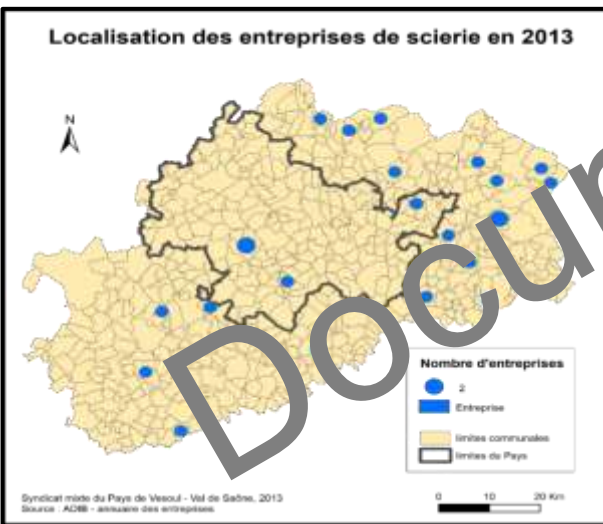 Localisation des entreprises de scierie en 2013
N
Docu
Nombre d'entreprises
2
Entreprise
limites communales
limites du Pays
Syndicat mixte du Pays de Vesoul - Val de Saône, 2013
Source : ADIB - annuaire des entreprises
0 10 20 Km